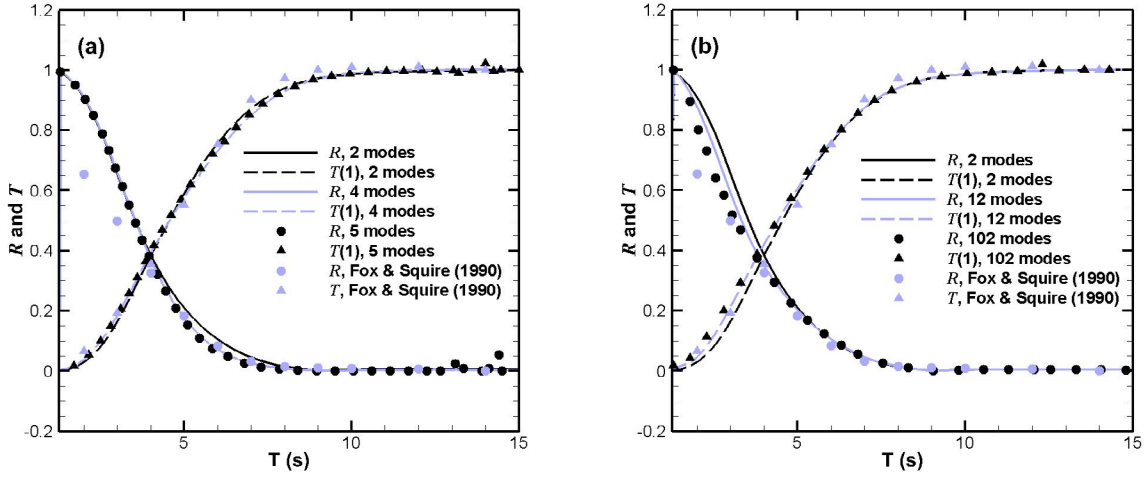 (a)
R and T
1.2
1
0.8
0.6
0.4
0.2
0
-0.2
5
10
15
T (s)
R, 2 modes
T(1), 2 modes
R, 4 modes
T(1), 4 modes
R, 5 modes
T(1), 5 modes
R, Fox & Squire (1990)
T, Fox & Squire (1990)
(b)
R and T
1.2
1
0.8
0.6
0.4
0.2
0
-0.2
5
10
15
T (s)
R, 2 modes
T(1), 2 modes
R, 12 modes
T(1), 12 modes
R, 102 modes
T(1), 102 modes
R, Fox & Squire (1990)
T, Fox & Squire (1990)